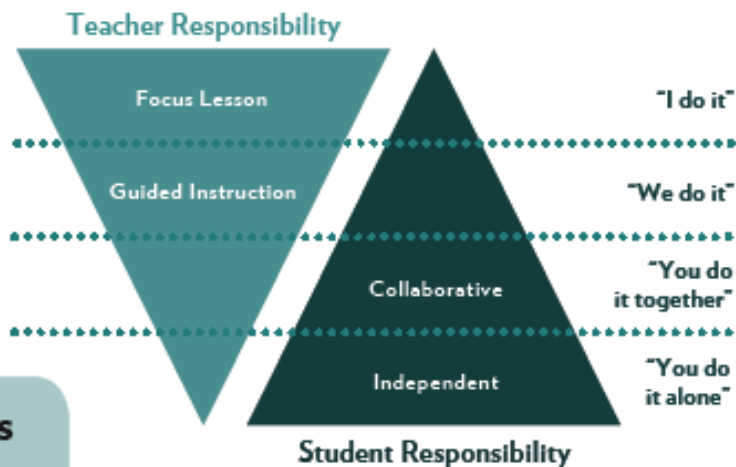 Teacher Responsibility
Focus Lesson
"I do it"
Guided Instruction
"We do it"
Collaborative
"You do
it together"
Independent
"You do
it alone"
Student Responsibility